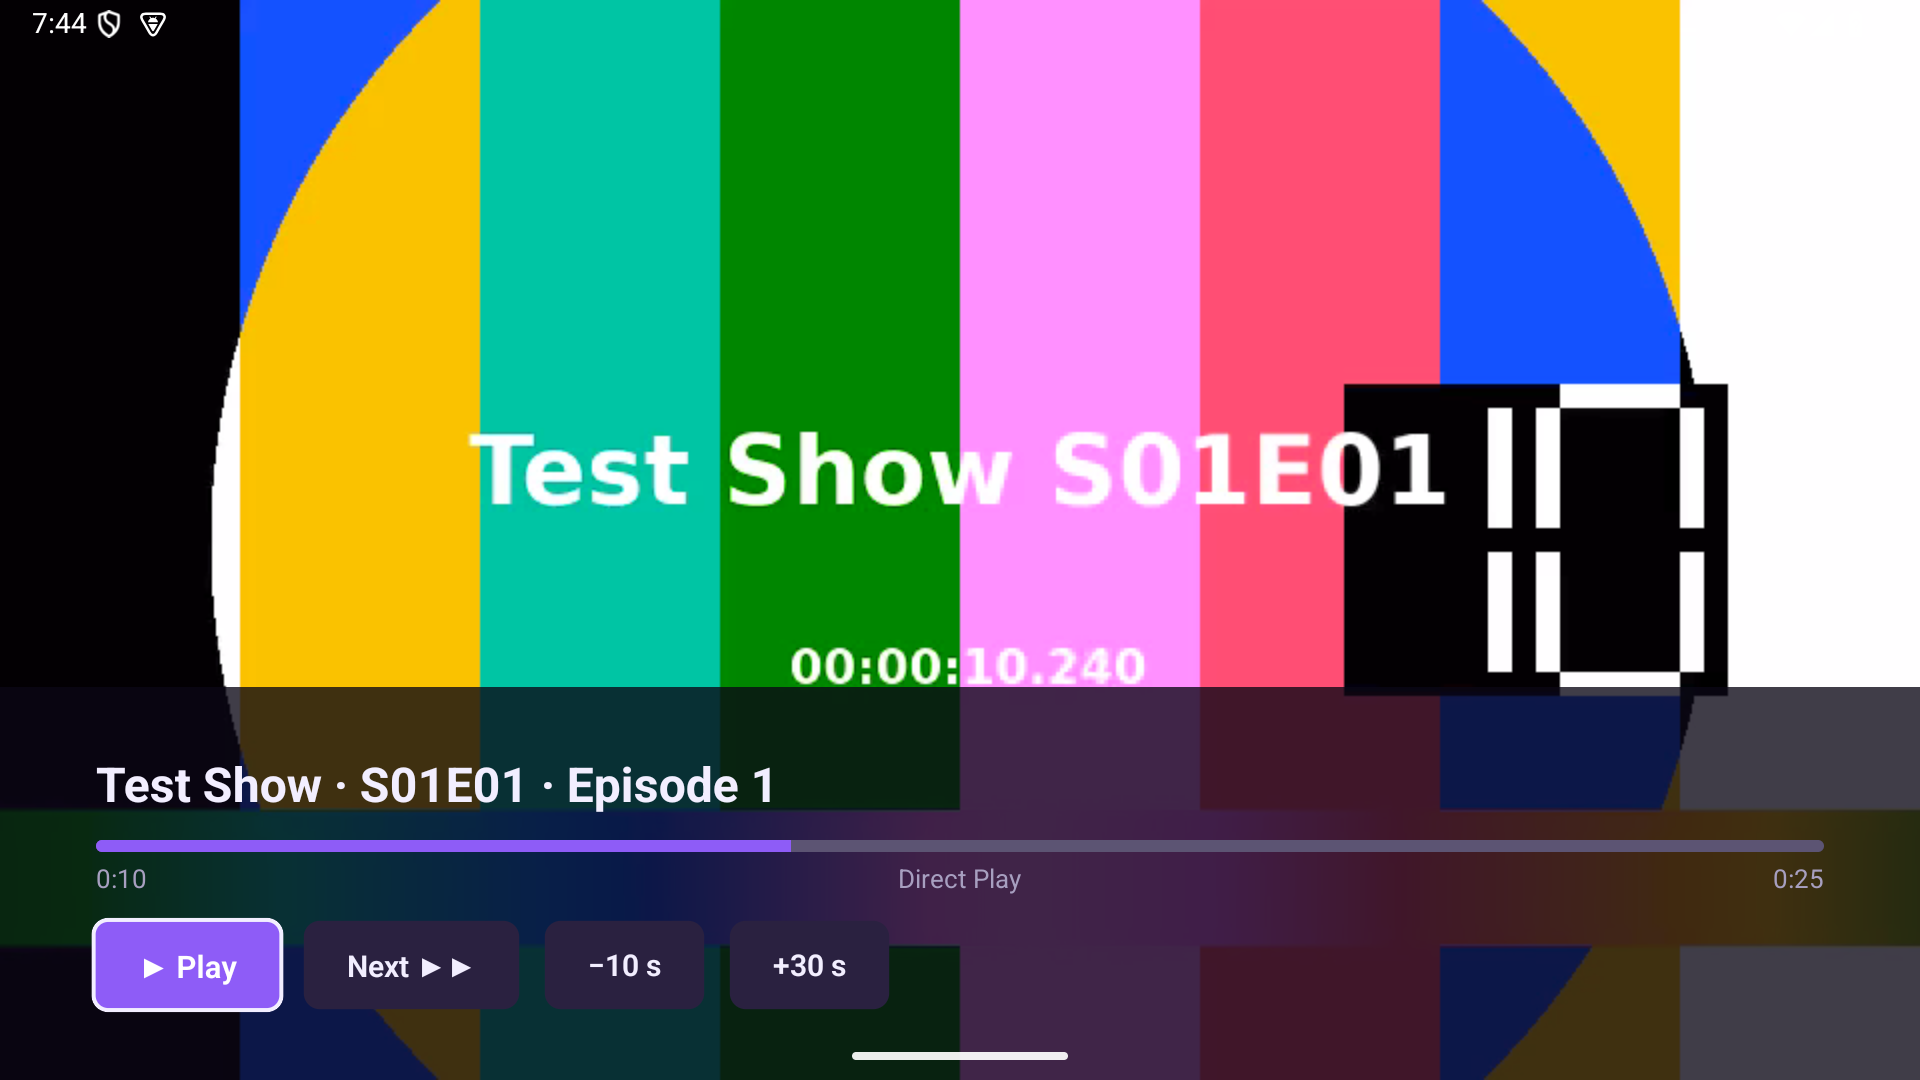 7:44
Test Show S01E01
10
00:00:10.240
Test Show · S01E01 · Episode 1
0:10
Direct Play
0:25
► Play
Next ►►
−10 s
+30 s